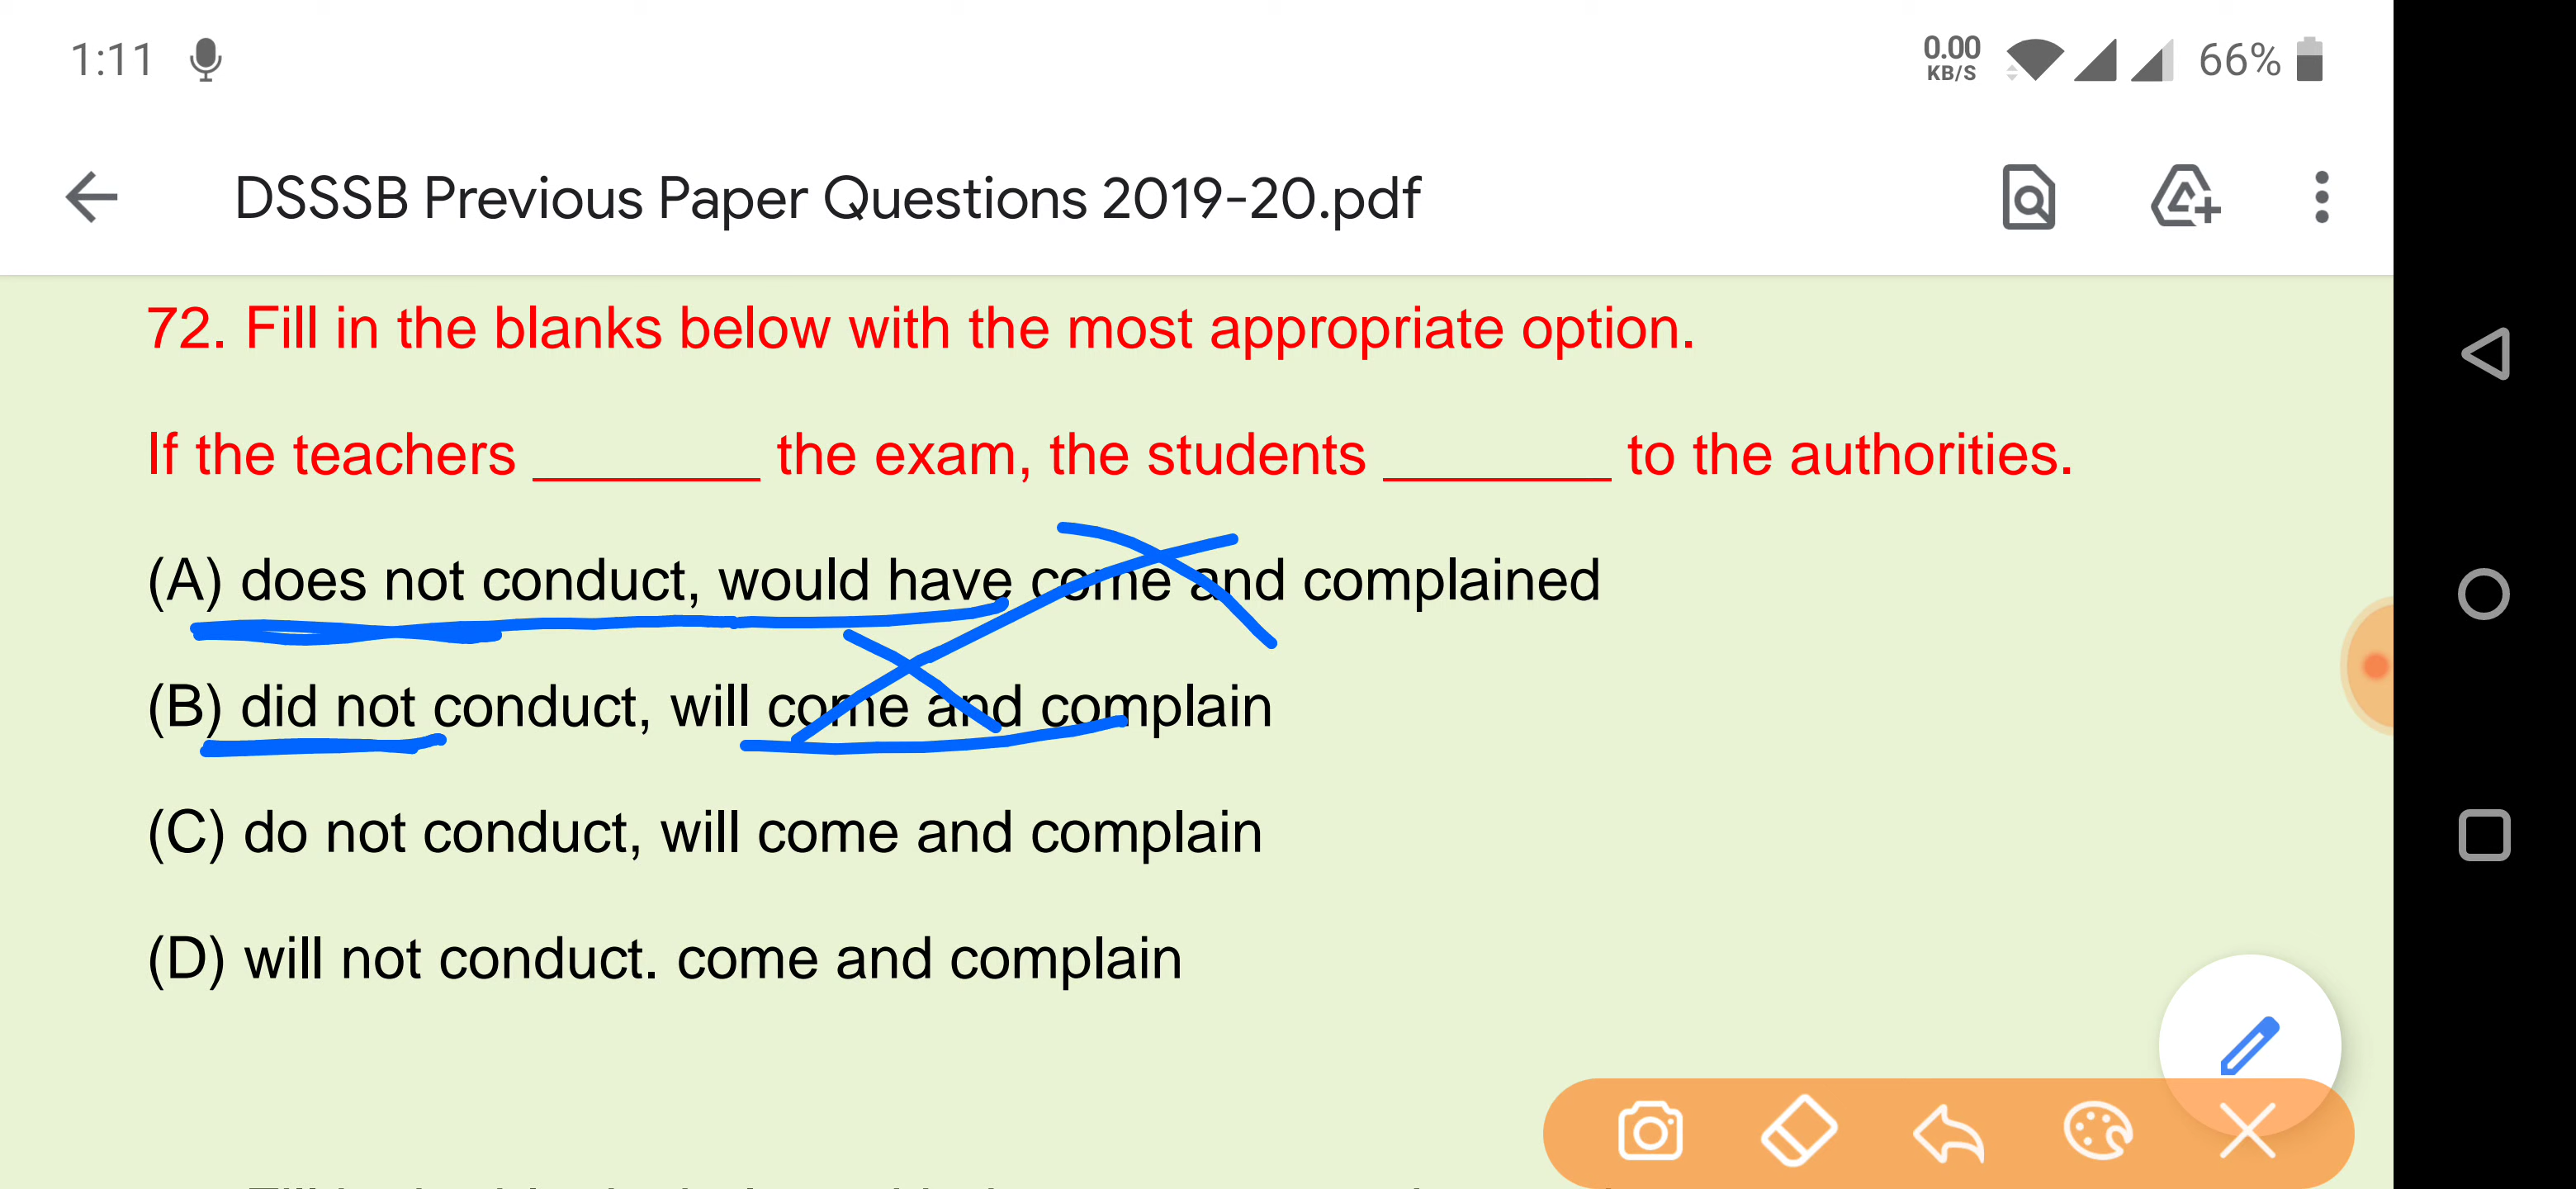 1:11
0.00
KB/S
66%
DSSSB Previous Paper Questions 2019-20.pdf
72. Fill in the blanks below with the most appropriate option.
If the teachers _______ the exam, the students _______ to the authorities.
(A) does not conduct, would have come and complained
(B) did not conduct, will come and complain
(C) do not conduct, will come and complain
(D) will not conduct. come and complain